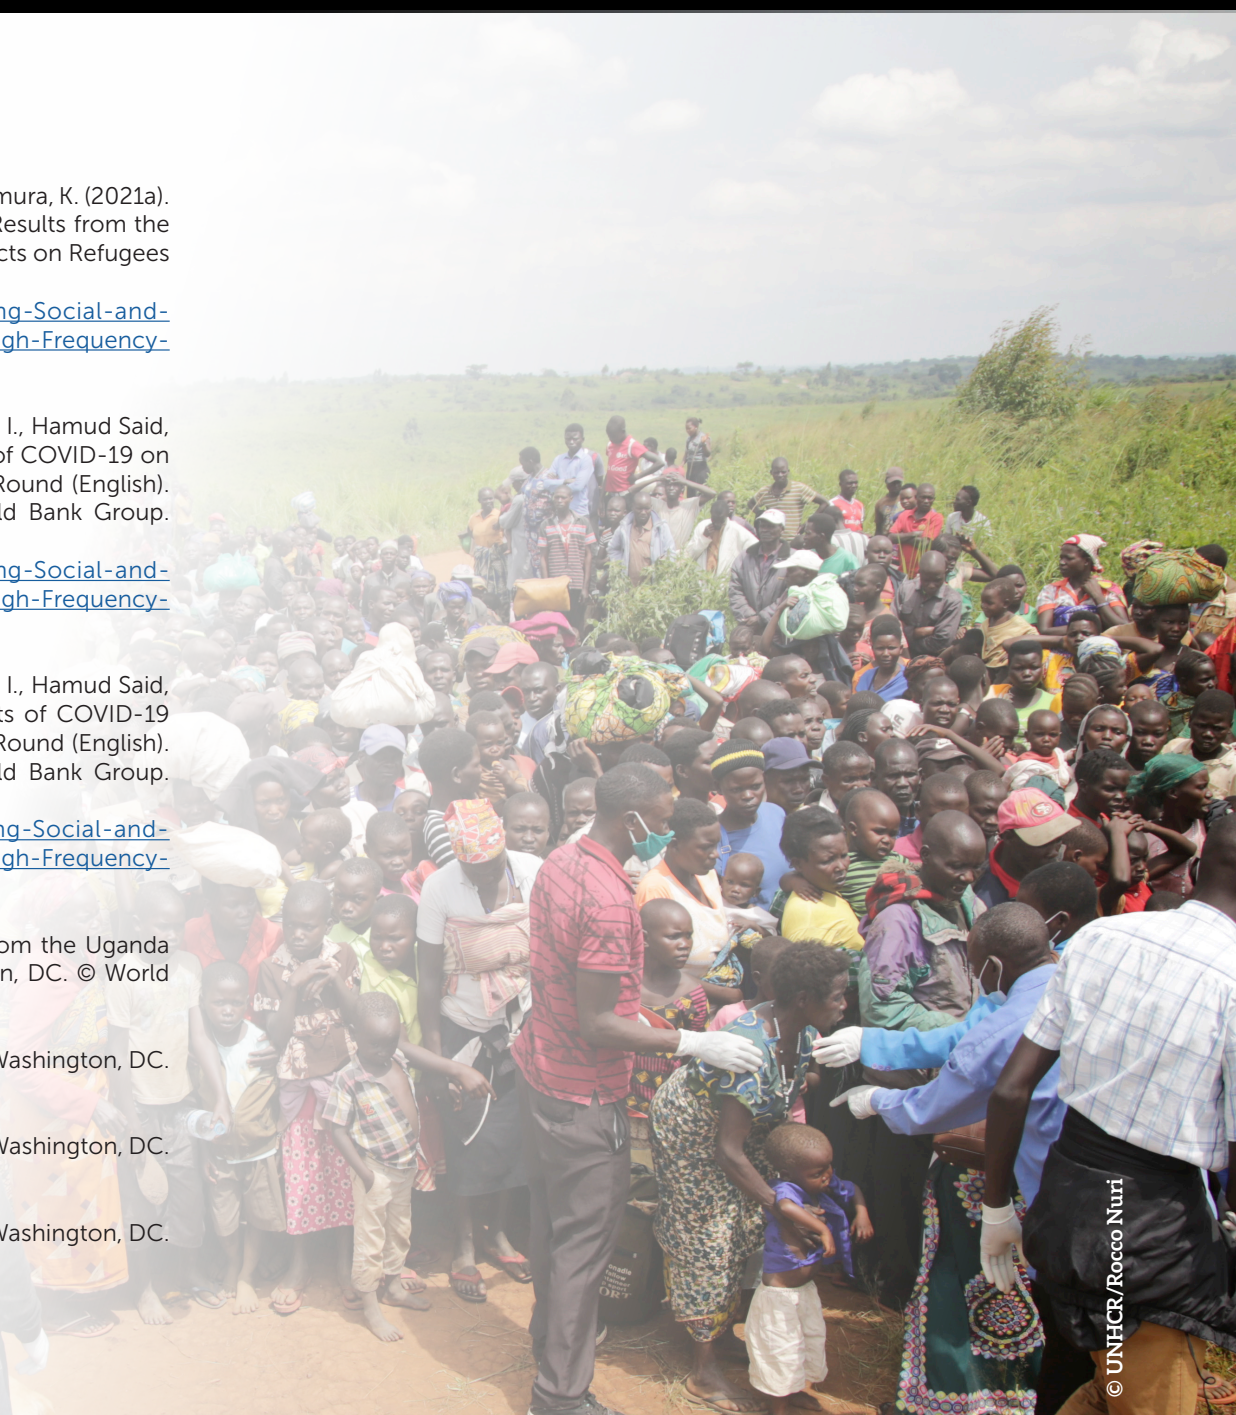 mura, K. (2021a).
Results from the
cts on Refugees
ng-Social-and-
gh-Frequency-
I., Hamud Said,
of COVID-19 on
Round (English).
ld Bank Group.
ng-Social-and-
gh-Frequency-
I., Hamud Said,
ts of COVID-19
Round (English).
ld Bank Group.
ng-Social-and-
gh-Frequency-
om the Uganda
n, DC. © World
Washington, DC.
Washington, DC.
Washington, DC.
© UNHCR/Rocco Nuri